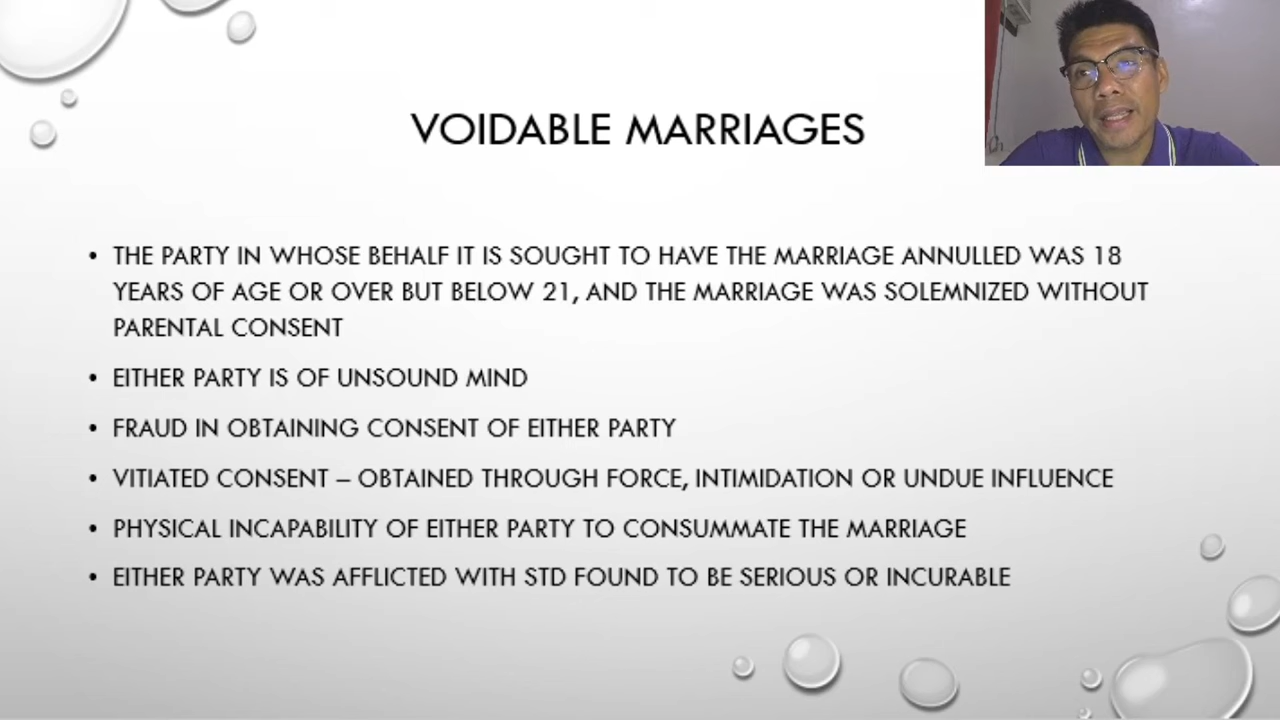 VOIDABLE MARRIAGES
• THE PARTY IN WHOSE BEHALF IT IS SOUGHT TO HAVE THE MARRIAGE ANNULLED WAS 18
YEARS OF AGE OR OVER BUT BELOW 21, AND THE MARRIAGE WAS SOLEMNIZED WITHOUT
PARENTAL CONSENT
• EITHER PARTY IS OF UNSOUND MIND
• FRAUD IN OBTAINING CONSENT OF EITHER PARTY
• VITIATED CONSENT – OBTAINED THROUGH FORCE, INTIMIDATION OR UNDUE INFLUENCE
• PHYSICAL INCAPABILITY OF EITHER PARTY TO CONSUMMATE THE MARRIAGE
• EITHER PARTY WAS AFFLICTED WITH STD FOUND TO BE SERIOUS OR INCURABLE